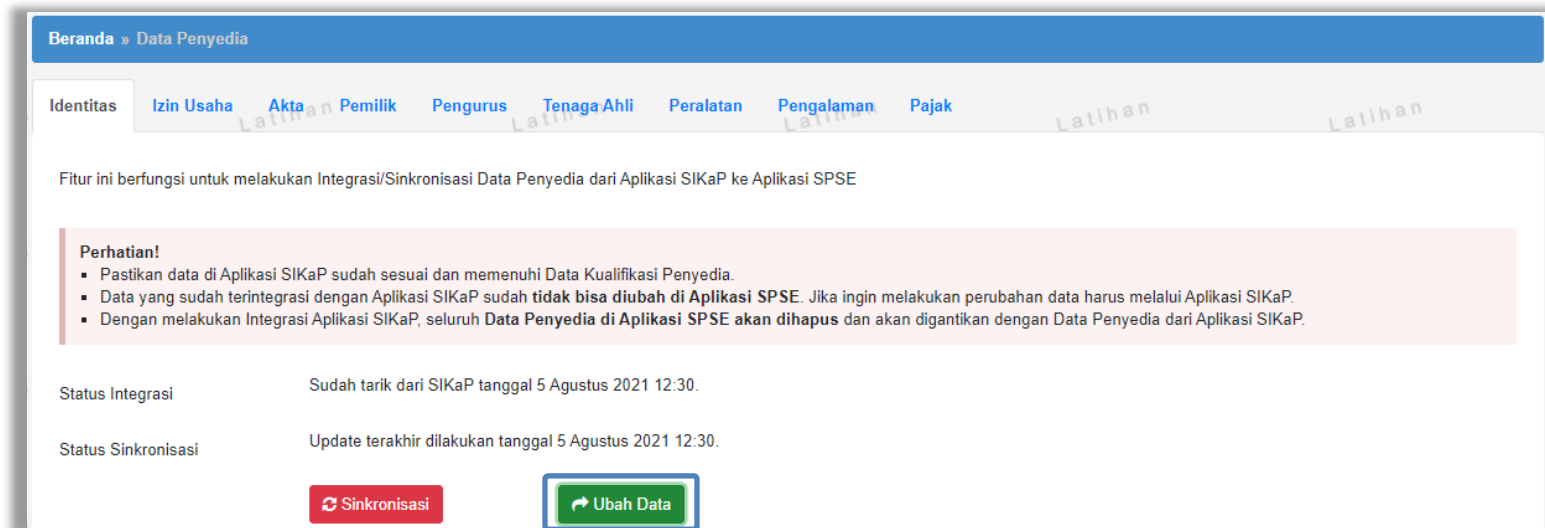 Beranda » Data Penyedia
Identitas Izin Usaha Akta Pemilik Pengurus Tenaga Ahli Peralatan Pengalaman Pajak
Latihan Latihan Latihan Latihan Latihan
Fitur ini berfungsi untuk melakukan Integrasi/Sinkronisasi Data Penyedia dari Aplikasi SIKaP ke Aplikasi SPSE
Perhatian!
▪ Pastikan data di Aplikasi SIKaP sudah sesuai dan memenuhi Data Kualifikasi Penyedia.
▪ Data yang sudah terintegrasi dengan Aplikasi SIKaP sudah tidak bisa diubah di Aplikasi SPSE. Jika ingin melakukan perubahan data harus melalui Aplikasi SIKaP.
▪ Dengan melakukan Integrasi Aplikasi SIKaP, seluruh Data Penyedia di Aplikasi SPSE akan dihapus dan akan digantikan dengan Data Penyedia dari Aplikasi SIKaP.
Status Integrasi Sudah tarik dari SIKaP tanggal 5 Agustus 2021 12:30.
Status Sinkronisasi Update terakhir dilakukan tanggal 5 Agustus 2021 12:30.
Sinkronisasi Ubah Data